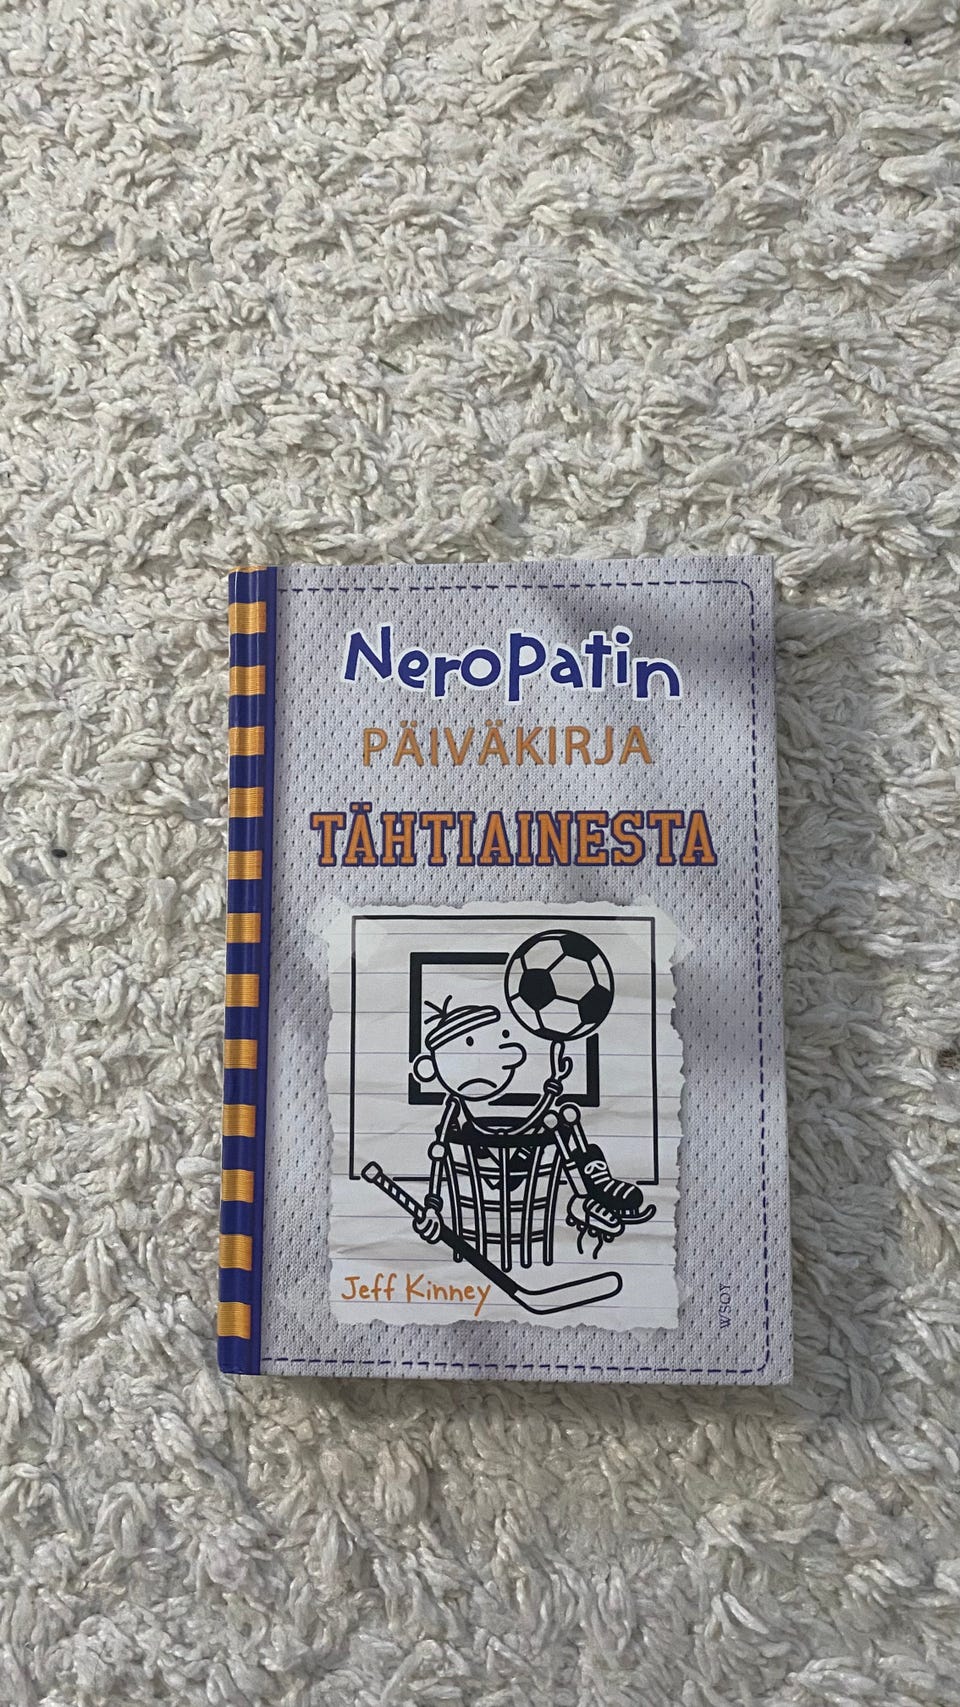 Neropatin
PÄIVÄKIRJA
TÄHTIAINESTA
Jeff Kinney
WSOY